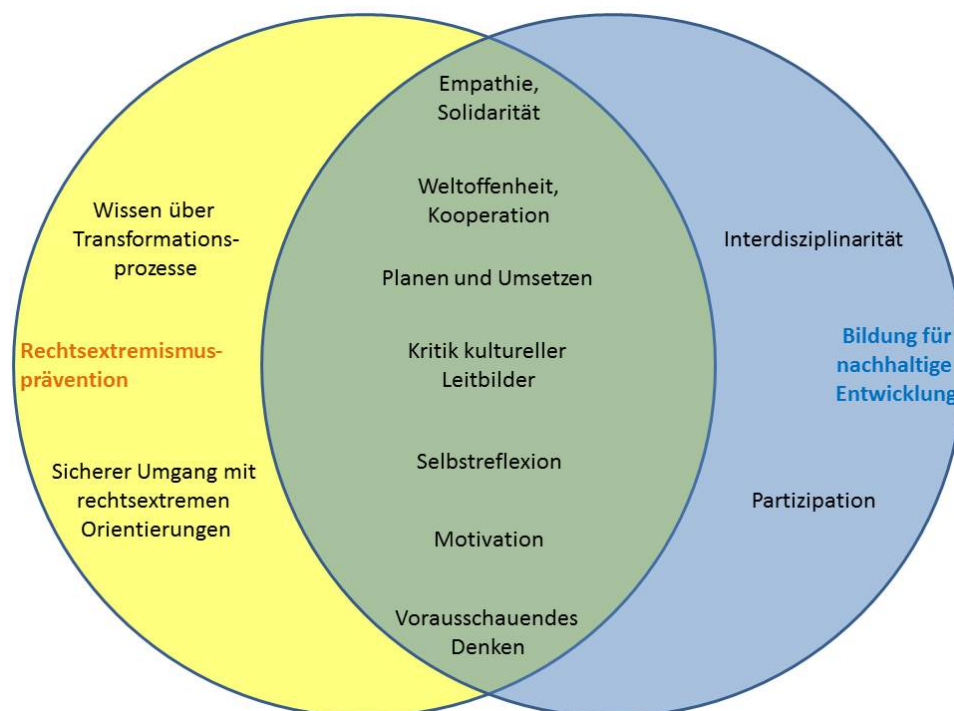 Empathie,
Solidarität
Weltoffenheit,
Kooperation
Wissen über
Transformations-
prozesse
Interdisziplinarität
Planen und Umsetzen
Rechtsextremismus-
prävention
Kritik kultureller
Leitbilder
Bildung für
nachhaltige
Entwicklung
Selbstreflexion
Sicherer Umgang mit
rechtsextremen
Orientierungen
Partizipation
Motivation
Vorausschauendes
Denken